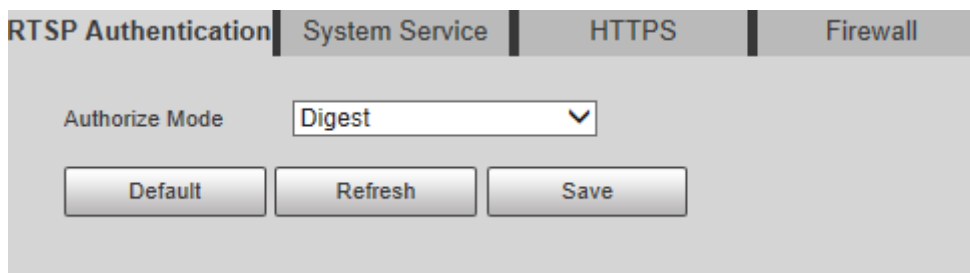 RTSP Authentication System Service HTTPS Firewall
Authorize Mode Digest
Default Refresh Save